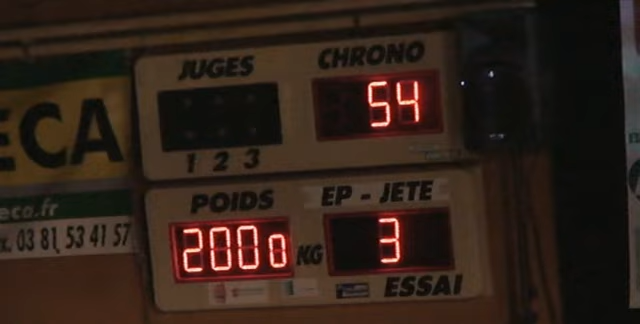 JUGES CHRONO
54
1 2 3
POIDS EP - JETE
ECA
eca.fr
03 81 53 41 57
2000 KG 3
ESSAI